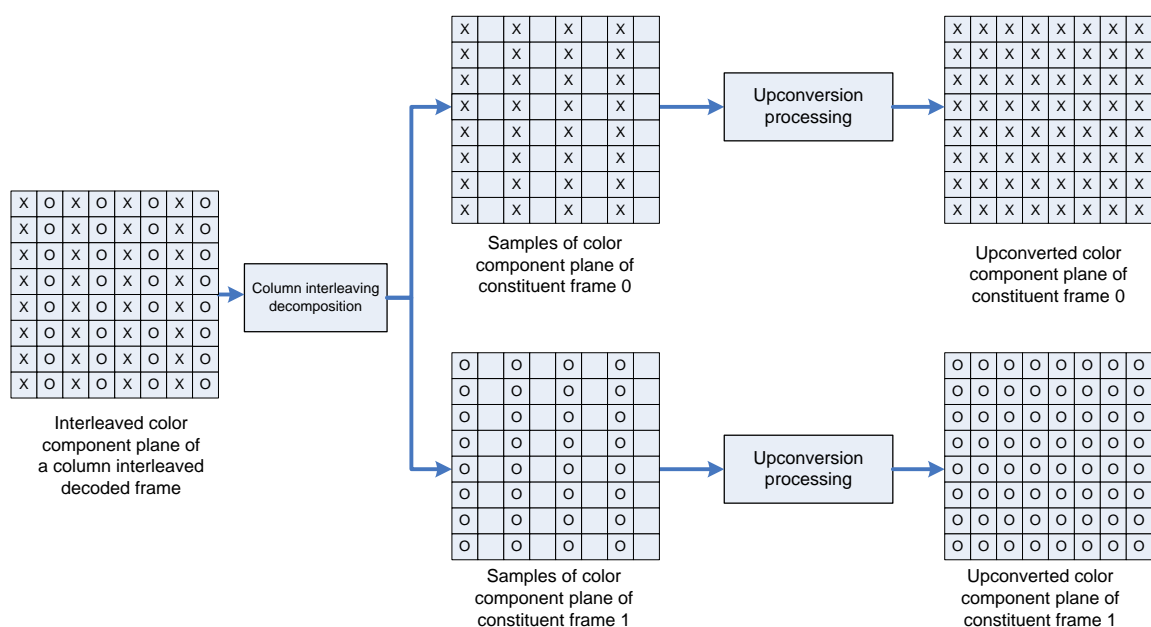 X X X X
X X X X
X X X X
X X X X
X X X X
X X X X
X X X X
X X X X
Samples of color
component plane of
constituent frame 0
Upconversion
processing
X X X X X X X X
X X X X X X X X
X X X X X X X X
X X X X X X X X
X X X X X X X X
X X X X X X X X
X X X X X X X X
X X X X X X X X
Upconverted color
component plane of
constituent frame 0
X O X O X O X O
X O X O X O X O
X O X O X O X O
X O X O X O X O
X O X O X O X O
X O X O X O X O
X O X O X O X O
X O X O X O X O
Interleaved color
component plane of
a column interleaved
decoded frame
Column interleaving
decomposition
O O O O
O O O O
O O O O
O O O O
O O O O
O O O O
O O O O
O O O O
Samples of color
component plane of
constituent frame 1
Upconversion
processing
O O O O O O O O
O O O O O O O O
O O O O O O O O
O O O O O O O O
O O O O O O O O
O O O O O O O O
O O O O O O O O
O O O O O O O O
Upconverted color
component plane of
constituent frame 1